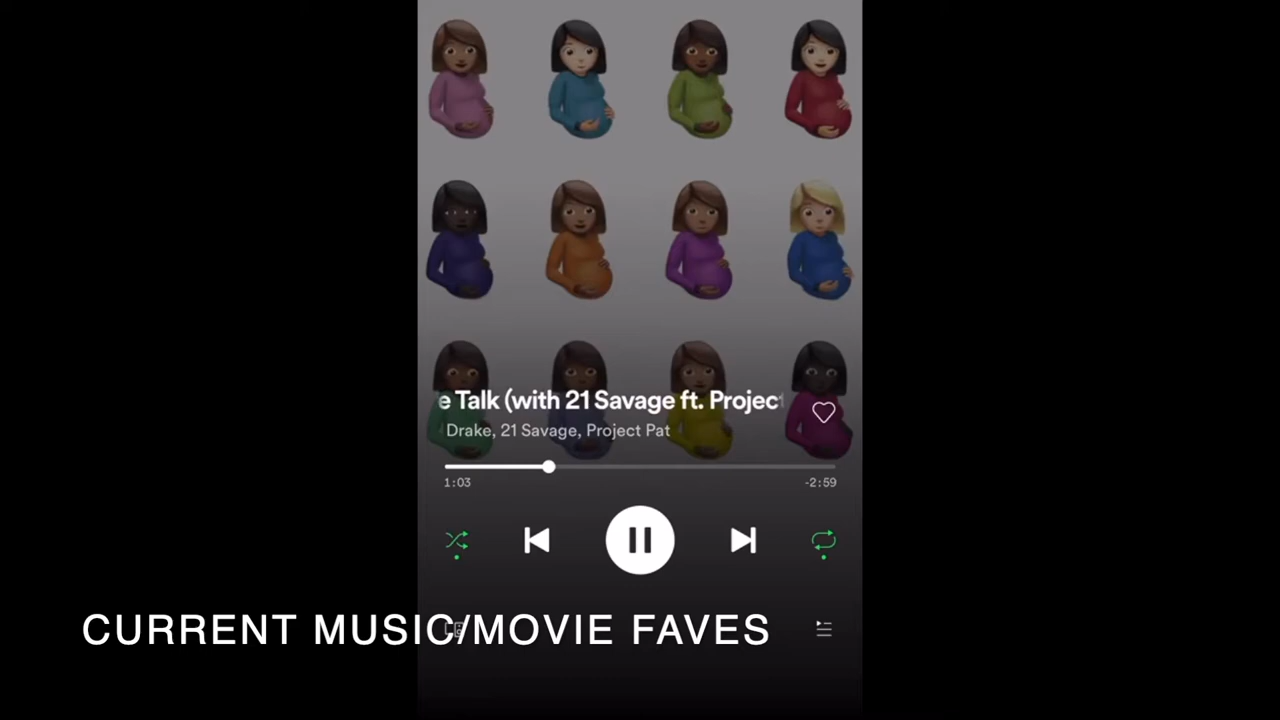 e Talk (with 21 Savage ft. Projec
Drake, 21 Savage, Project Pat
1:03
-2:59
CURRENT MUSIC/MOVIE FAVES